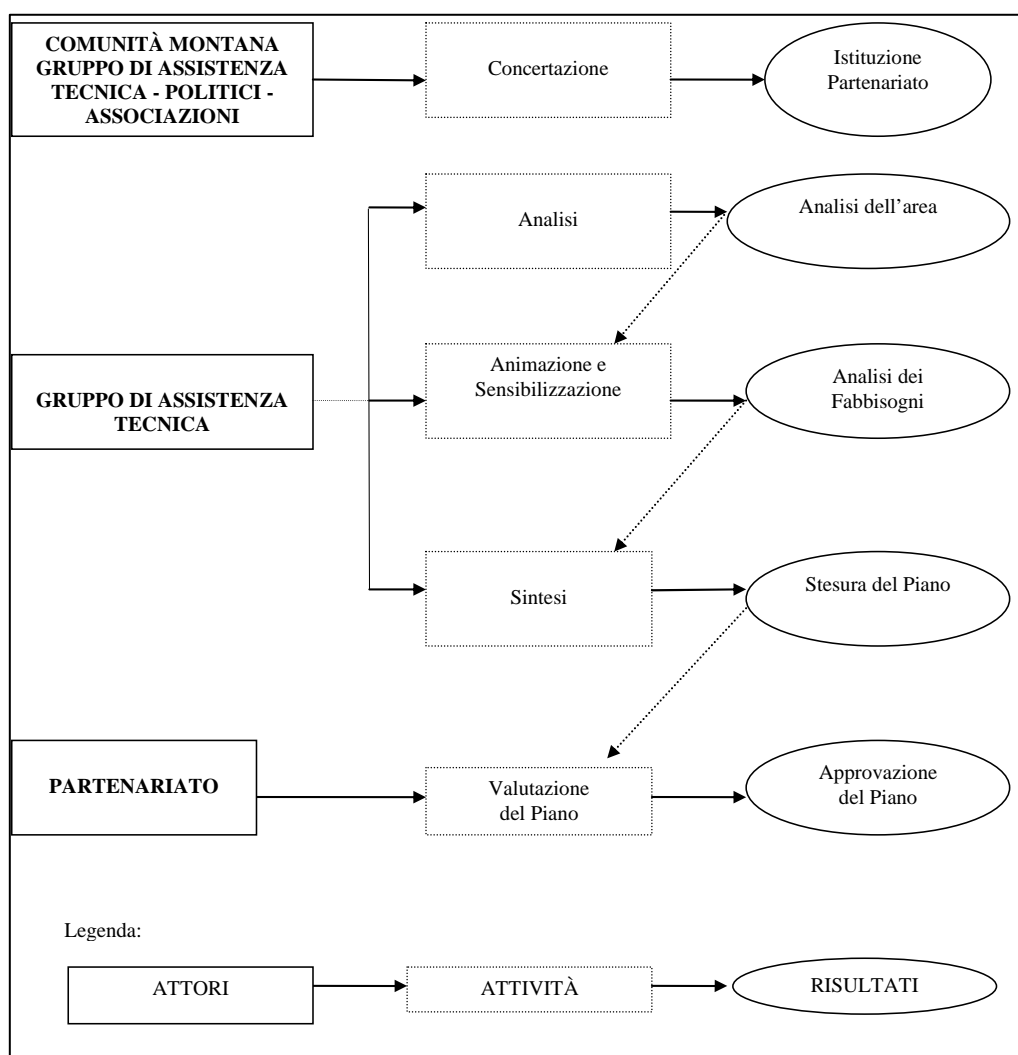 COMUNITÀ MONTANA
GRUPPO DI ASSISTENZA
TECNICA - POLITICI -
ASSOCIAZIONI
Concertazione
Istituzione
Partenariato
Analisi
Analisi dell’area
GRUPPO DI ASSISTENZA
TECNICA
Animazione e
Sensibilizzazione
Analisi dei
Fabbisogni
Sintesi
Stesura del Piano
PARTENARIATO
Valutazione
del Piano
Approvazione
del Piano
Legenda:
ATTORI
ATTIVITÀ
RISULTATI